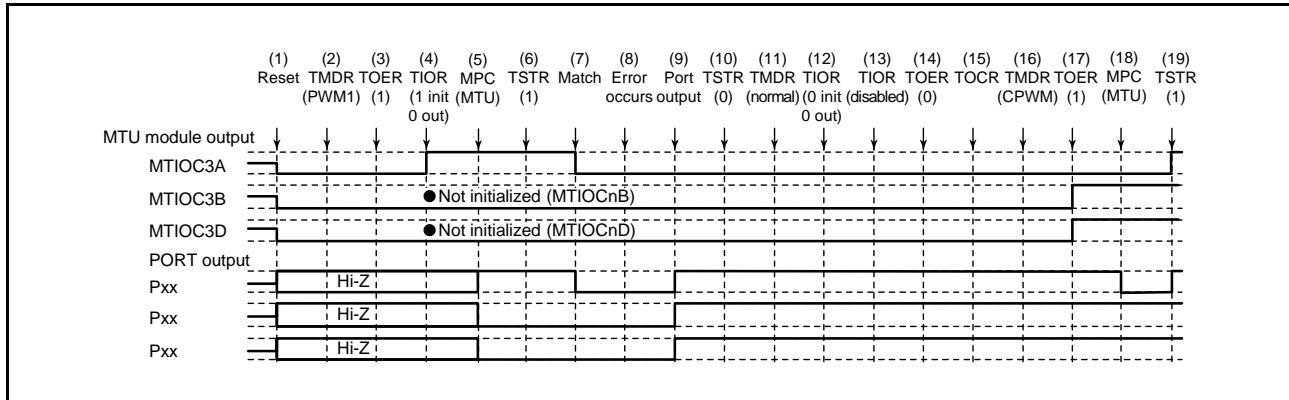 (1) (2) (3) (4) (5) (6) (7) (8) (9) (10) (11) (12) (13) (14) (15) (16) (17) (18) (19)
Reset TMDR TOER TIOR MPC TSTR Match Error Port TSTR TMDR TIOR TIOR TOER TOCR TMDR TOER MPC TSTR
(PWM1) (1) (1 init (MTU) (1) occurs output (0) (normal) (0 init (disabled) (0) (CPWM) (1) (MTU) (1)
0 out) 0 out)
MTU module output
MTIOC3A
MTIOC3B ●Not initialized (MTIOCnB)
MTIOC3D ●Not initialized (MTIOCnD)
PORT output
Pxx Hi-Z
Pxx Hi-Z
Pxx Hi-Z